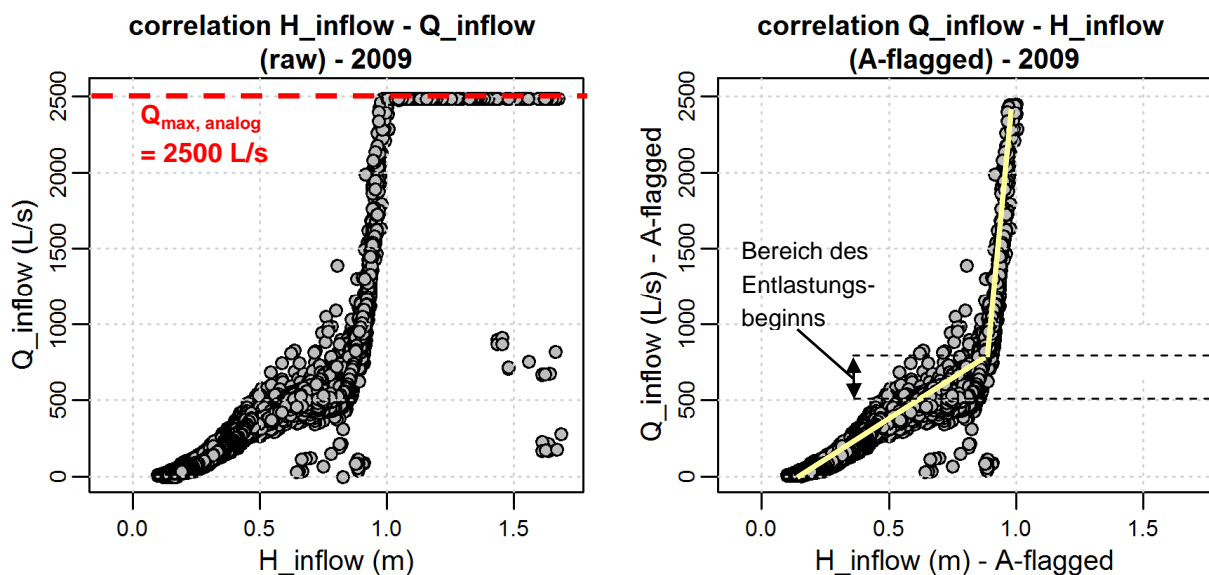 correlation H_inflow - Q_inflow
(raw) - 2009
Q_inflow (L/s)
2500
2000
1500
1000
500
0
Qmax, analog
= 2500 L/s
0.0 0.5 1.0 1.5
H_inflow (m)
correlation Q_inflow - H_inflow
(A-flagged) - 2009
Q_inflow (L/s) - A-flagged
2500
2000
1500
1000
500
0
Bereich des
Entlastungs-
beginns
0.0 0.5 1.0 1.5
H_inflow (m) - A-flagged